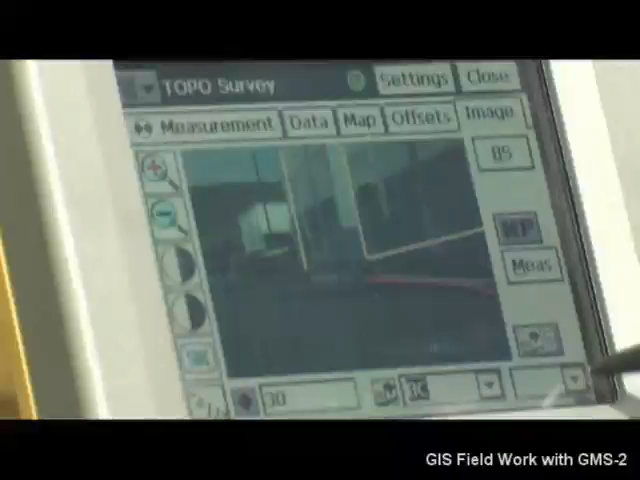 TOPO Survey Settings Close
Measurement Data Map Offsets Image
BS
Meas
30
GIS Field Work with GMS-2